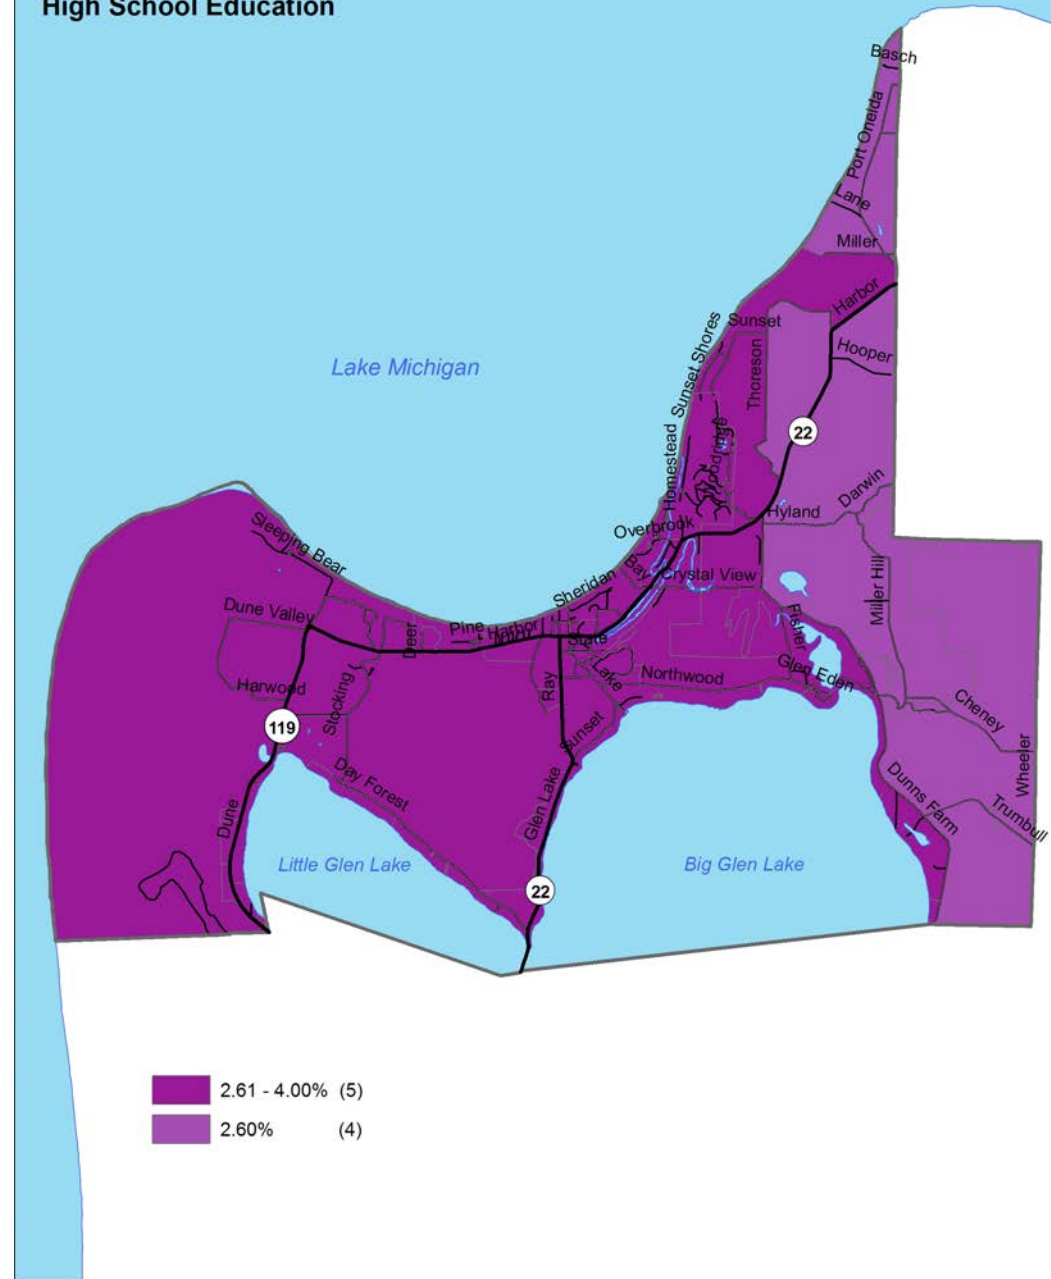 High School Education
Basch
Port Oneida
Lane
Miller
Harbor
Sunset
Hooper
Sunset Shores
Thoreson
Lake Michigan
22
Homestead
Woodridge
Darwin
Hyland
Overbrook
Sleeping Bear
Bay
Crystal View
Sheridan
Miller Hill
Dune Valley
Fisher
Pine
Harbor
Deer
State
Glen Eden
Lake
Northwood
Harwood
Stocking
Ray
Cheney
119
Sunset
Wheeler
Day Forest
Dunns Farm
Glen Lake
Trumbull
Dune
Little Glen Lake
Big Glen Lake
22
2.61 - 4.00% (5)
2.60% (4)